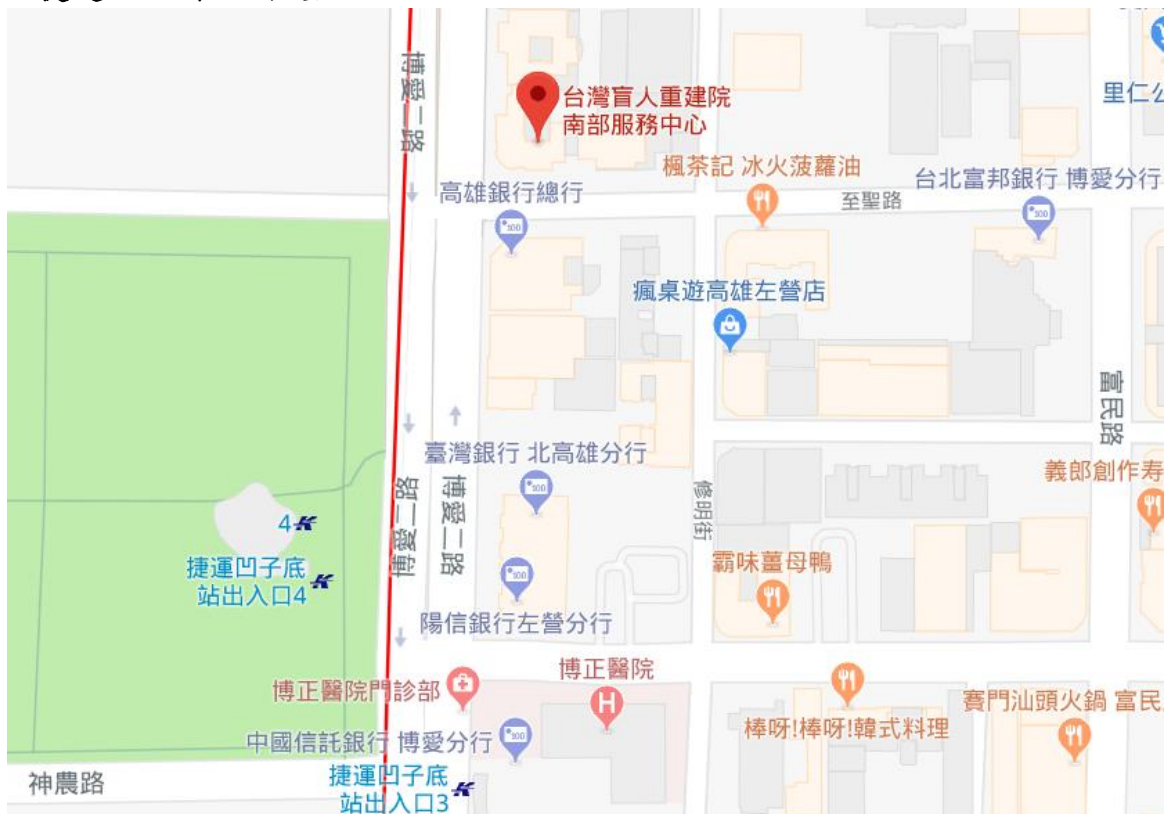 博愛二路
台灣盲人重建院
南部服務中心
里仁公
楓茶記 冰火菠蘿油
台北富邦銀行 博愛分行
至聖路
高雄銀行總行
瘋桌遊高雄左營店
富民路
臺灣銀行 北高雄分行
義郎創作寿
博愛二路
博愛二路
修明街
4
捷運凹子底
站出入口4
霸味薑母鴨
陽信銀行左營分行
博正醫院
博正醫院門診部
H
賽門汕頭火鍋 富民
棒呀!棒呀!韓式料理
中國信託銀行 博愛分行
捷運凹子底
站出入口3
神農路